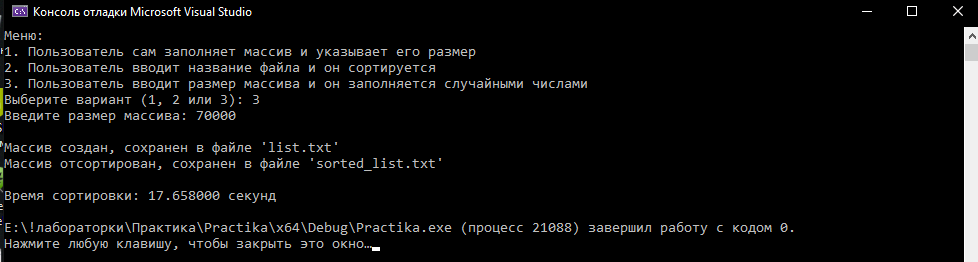 Консоль отладки Microsoft Visual Studio
Меню:
1. Пользователь сам заполняет массив и указывает его размер
2. Пользователь вводит название файла и он сортируется
3. Пользователь вводит размер массива и он заполняется случайными числами
Выберите вариант (1, 2 или 3): 3
Введите размер массива: 70000
Массив создан, сохранен в файле 'list.txt'
Массив отсортирован, сохранен в файле 'sorted_list.txt'
Время сортировки: 17.658000 секунд
E:\!лабораторки\Практика\Practika\x64\Debug\Practika.exe (процесс 21088) завершил работу с кодом 0.
Нажмите любую клавишу, чтобы закрыть это окно…